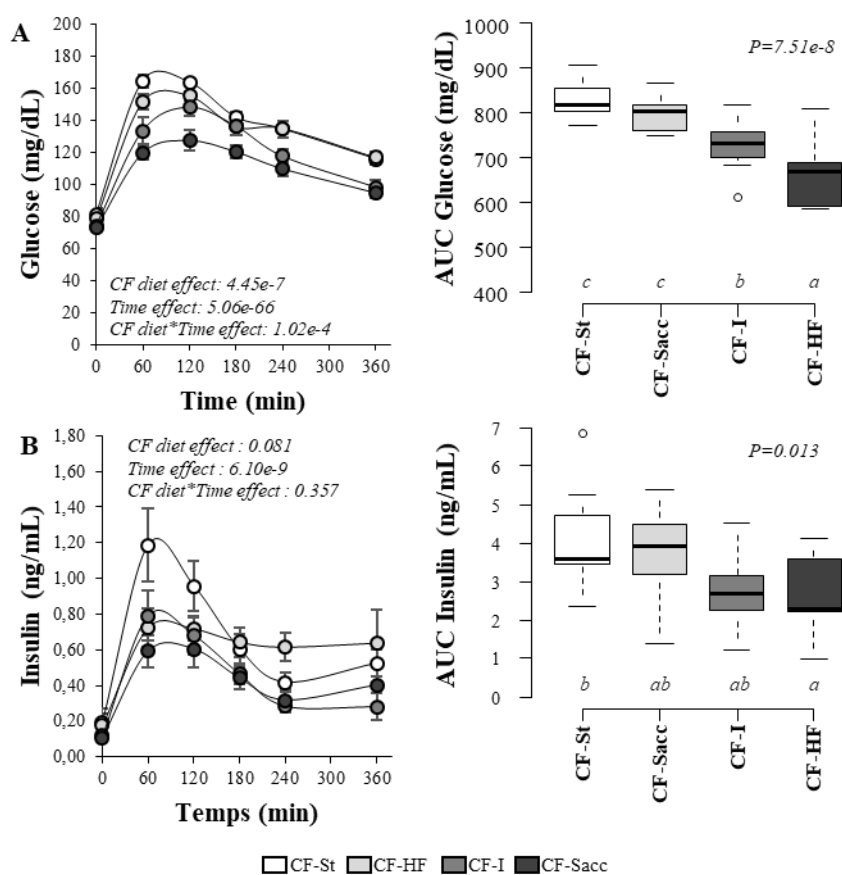 A
Glucose (mg/dL)
200
180
160
140
120
100
80
60
40
20
0
CF diet effect: 4.45e-7
Time effect: 5.06e-66
CF diet*Time effect: 1.02e-4
0 60 120 180 240 300 360
Time (min)
AUC Glucose (mg/dL)
1000
900
800
700
600
500
400
P=7.51e-8
c c b a
CF-St CF-Sacc CF-I CF-HF
B
Insulin (ng/mL)
1,80
1,60
1,40
1,20
1,00
0,80
0,60
0,40
0,20
0,00
CF diet effect : 0.081
Time effect : 6.10e-9
CF diet*Time effect : 0.357
0 60 120 180 240 300 360
Temps (min)
AUC Insulin (ng/mL)
7
6
5
4
3
2
1
0
P=0.013
b ab ab a
CF-St CF-Sacc CF-I CF-HF
CF-St CF-HF CF-I CF-Sacc